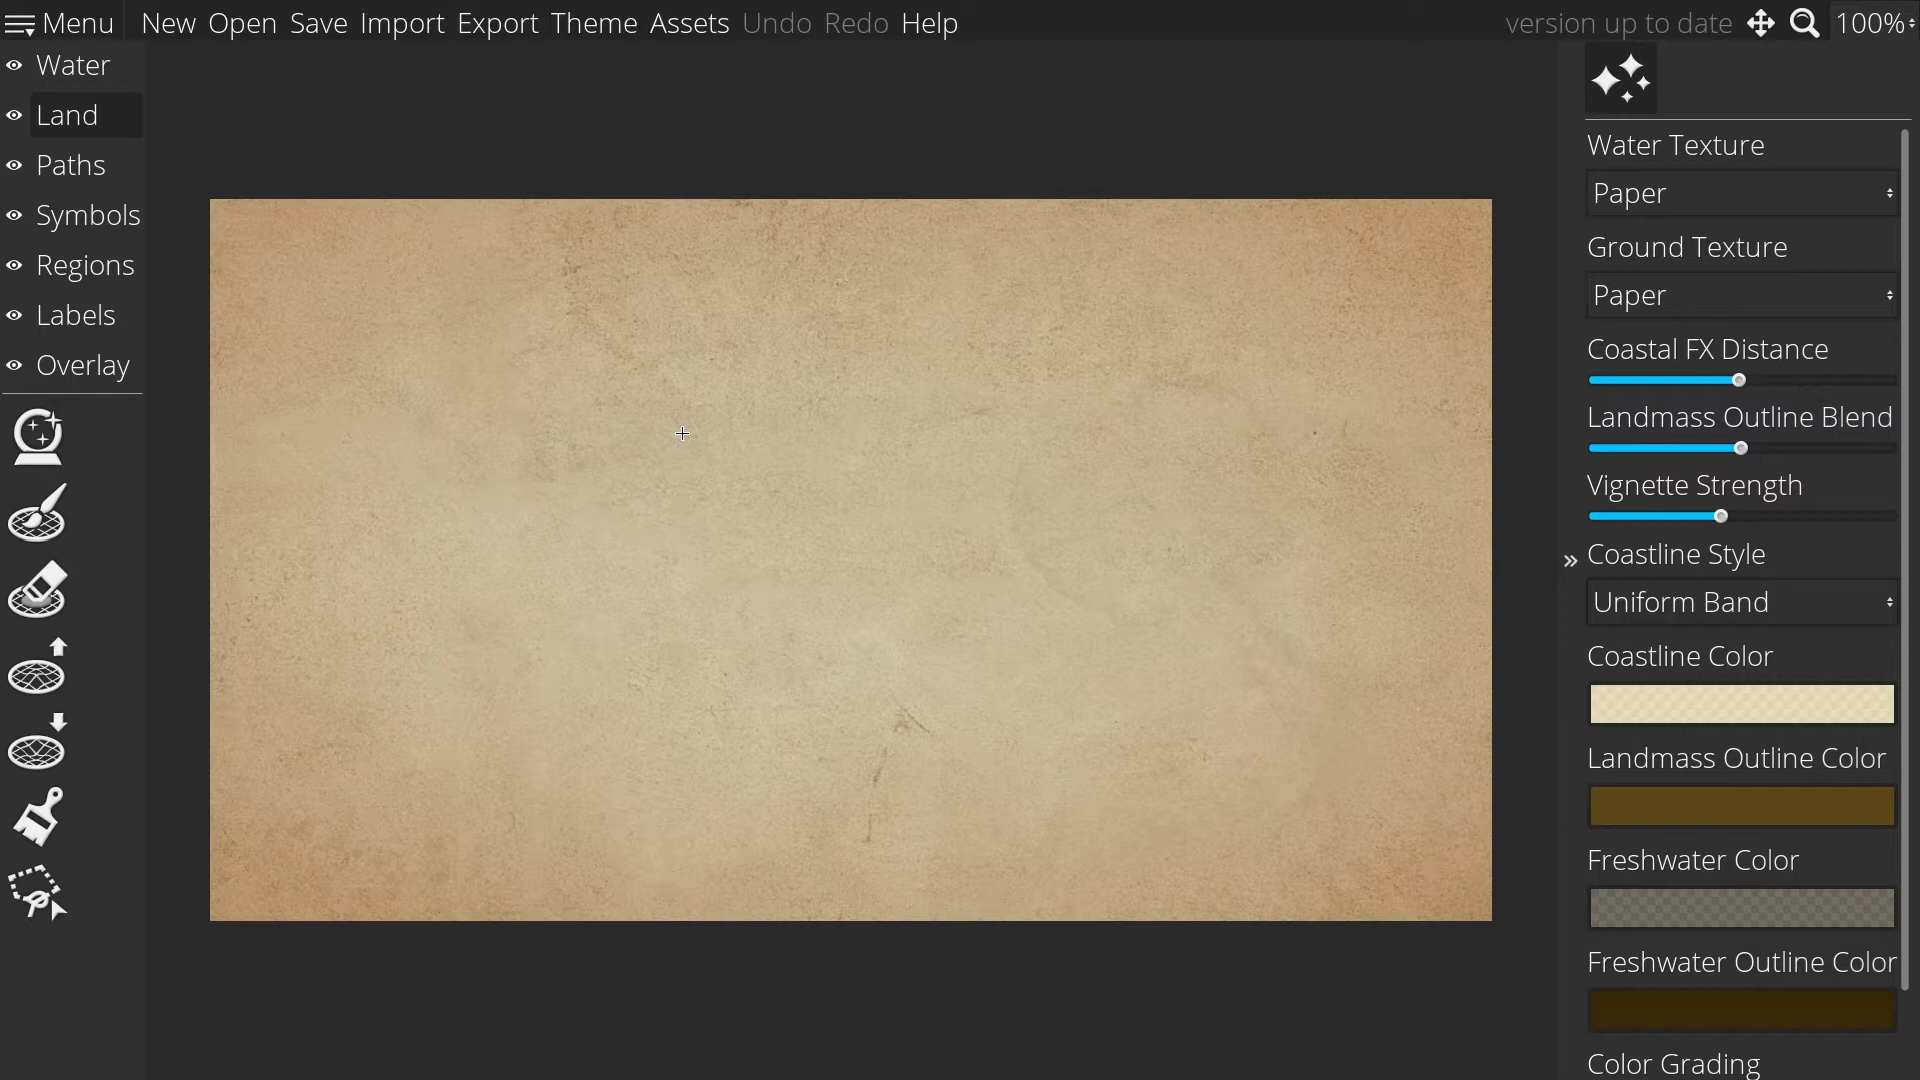 Menu New Open Save Import Export Theme Assets Undo Redo Help version up to date 100%
Water
Land
Paths
Symbols
Regions
Labels
Overlay
Water Texture
Paper
Ground Texture
Paper
Coastal FX Distance
Landmass Outline Blend
Vignette Strength
Coastline Style
Uniform Band
Coastline Color
Landmass Outline Color
Freshwater Color
Freshwater Outline Color
Color Grading